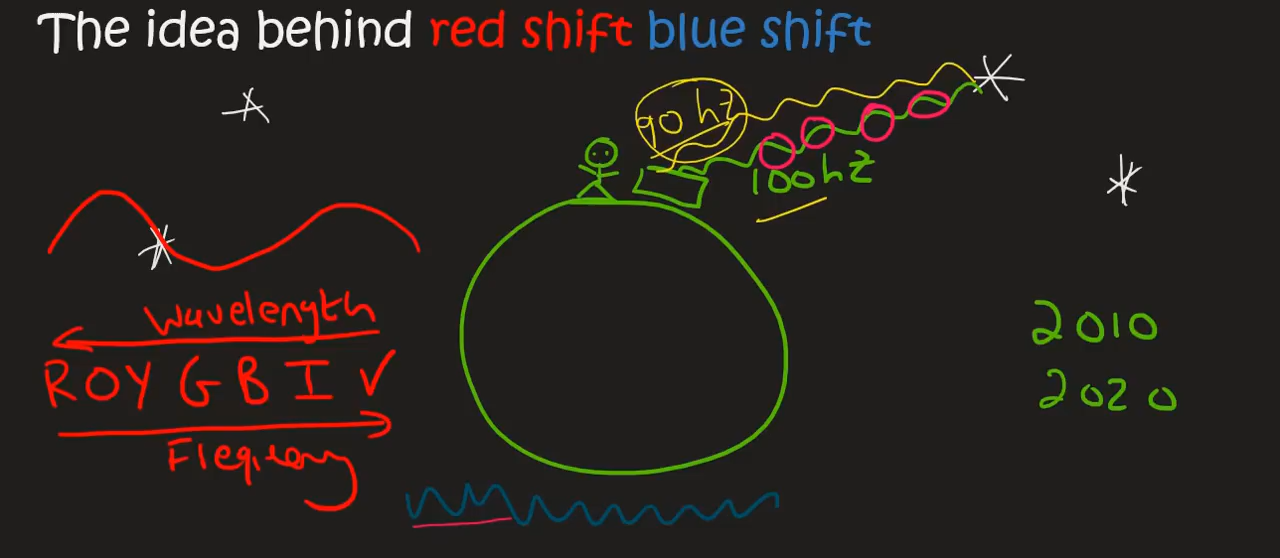 The idea behind red shift blue shift
90 hz
100hz
Wavelength
ROY G B I V
2010
2020